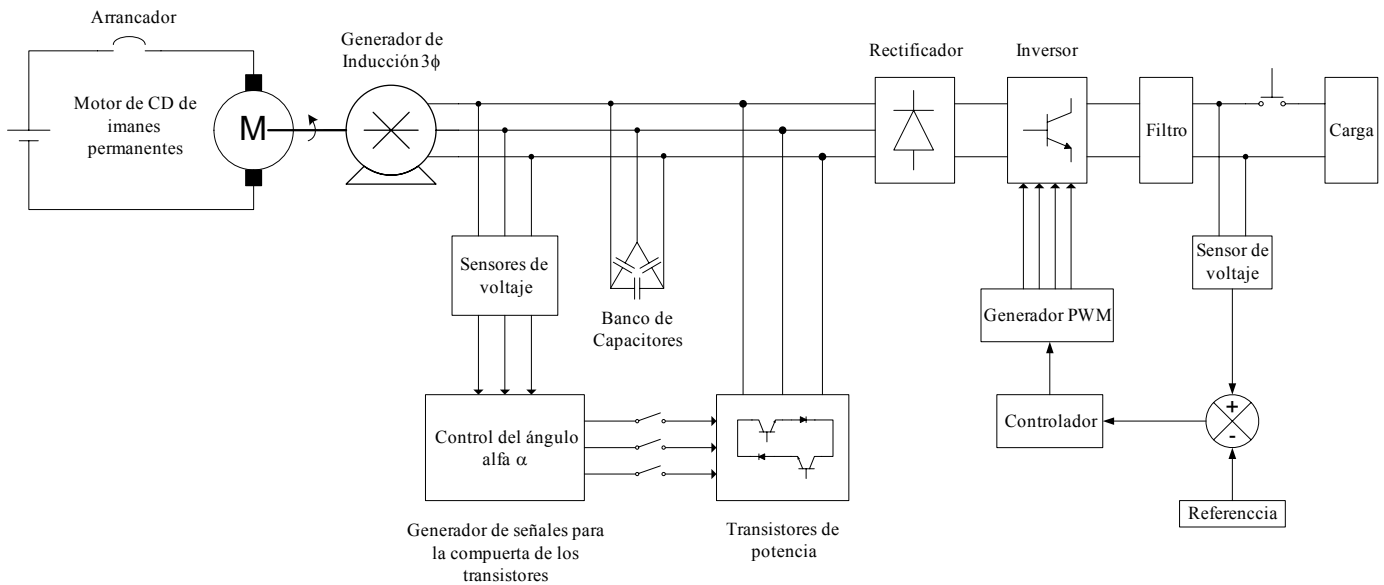 Arrancador
Generador de
Inducción 3ϕ
Motor de CD de
imanes
permanentes
M
Rectificador
Inversor
Filtro
Carga
Sensores de
voltaje
Banco de
Capacitores
Sensor de
voltaje
Generador PWM
Control del ángulo
alfa α
Controlador
+
-
Referenccia
Generador de señales para
la compuerta de los
transistores
Transistores de
potencia